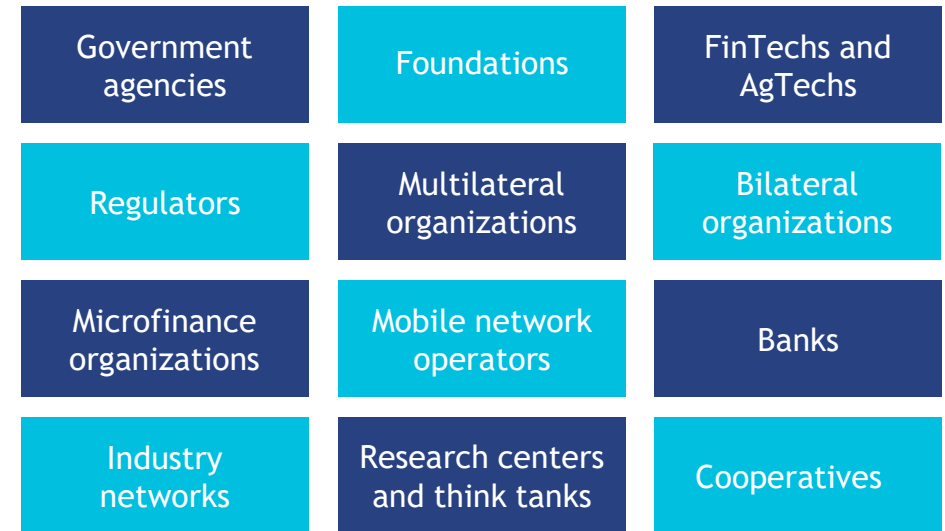 Government
agencies
Foundations
FinTechs and
AgTechs
Regulators
Multilateral
organizations
Bilateral
organizations
Microfinance
organizations
Mobile network
operators
Banks
Industry
networks
Research centers
and think tanks
Cooperatives